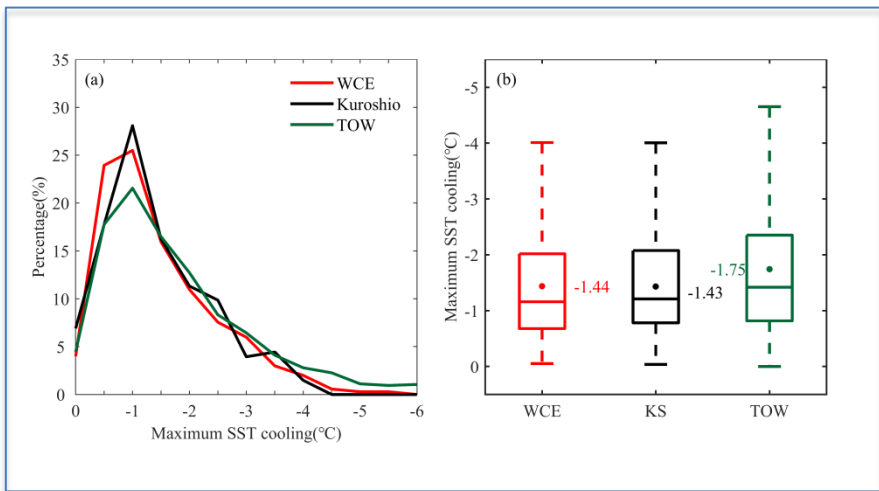 (a)
WCE
Kuroshio
TOW
35
30
25
20
15
10
5
0
Percentage(%)
0 -1 -2 -3 -4 -5 -6
Maximum SST cooling(°C)
(b)
-5
-4
-3
-2
-1
0
Maximum SST cooling(°C)
-1.44
-1.43
-1.75
WCE KS TOW